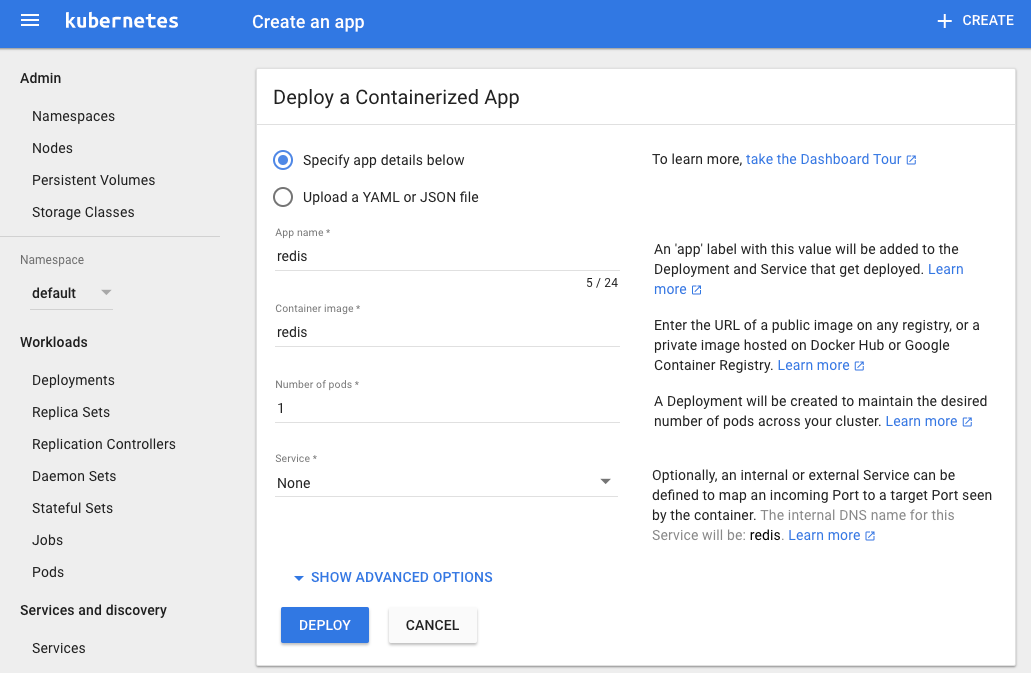 kubernetes
Create an app
CREATE
Admin
Namespaces
Nodes
Persistent Volumes
Storage Classes
Namespace
default
Workloads
Deployments
Replica Sets
Replication Controllers
Daemon Sets
Stateful Sets
Jobs
Pods
Services and discovery
Services
Deploy a Containerized App
Specify app details below
Upload a YAML or JSON file
To learn more, take the Dashboard Tour
App name *
redis
5 / 24
An 'app' label with this value will be added to the
Deployment and Service that get deployed. Learn
more
Container image *
redis
Enter the URL of a public image on any registry, or a
private image hosted on Docker Hub or Google
Container Registry. Learn more
Number of pods *
1
A Deployment will be created to maintain the desired
number of pods across your cluster. Learn more
Service *
None
Optionally, an internal or external Service can be
defined to map an incoming Port to a target Port seen
by the container. The internal DNS name for this
Service will be: redis. Learn more
SHOW ADVANCED OPTIONS
DEPLOY
CANCEL